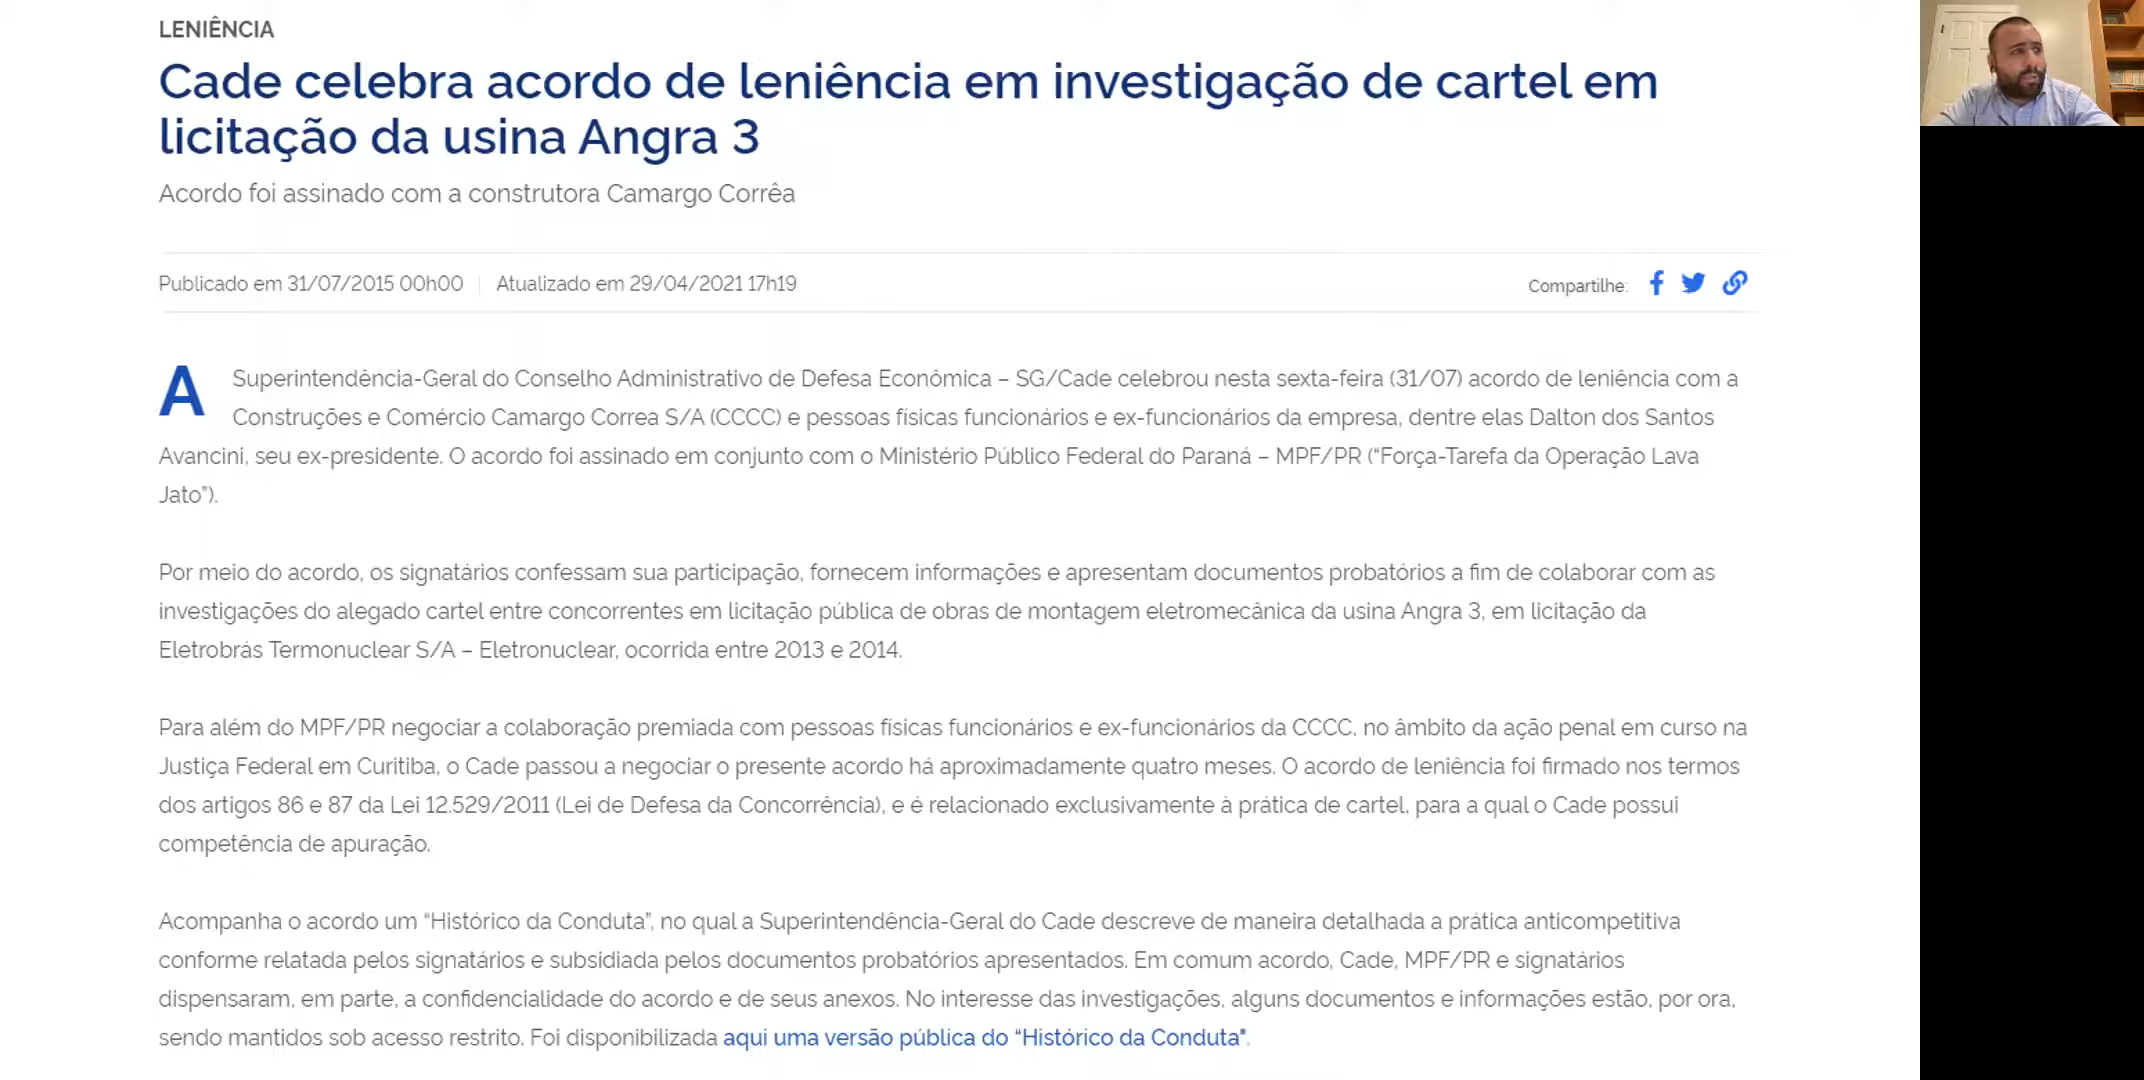 LENIÊNCIA
Cade celebra acordo de leniência em investigação de cartel em
licitação da usina Angra 3
Acordo foi assinado com a construtora Camargo Corrêa
Publicado em 31/07/2015 00h00 Atualizado em 29/04/2021 17h19
Compartilhe:
A Superintendência-Geral do Conselho Administrativo de Defesa Econômica – SG/Cade celebrou nesta sexta-feira (31/07) acordo de leniência com a
Construções e Comércio Camargo Correa S/A (CCCC) e pessoas físicas funcionários e ex-funcionários da empresa, dentre elas Dalton dos Santos
Avancini, seu ex-presidente. O acordo foi assinado em conjunto com o Ministério Público Federal do Paraná – MPF/PR (“Força-Tarefa da Operação Lava
Jato”).
Por meio do acordo, os signatários confessam sua participação, fornecem informações e apresentam documentos probatórios a fim de colaborar com as
investigações do alegado cartel entre concorrentes em licitação pública de obras de montagem eletromecânica da usina Angra 3, em licitação da
Eletrobrás Termonuclear S/A – Eletronuclear, ocorrida entre 2013 e 2014.
Para além do MPF/PR negociar a colaboração premiada com pessoas físicas funcionários e ex-funcionários da CCCC, no âmbito da ação penal em curso na
Justiça Federal em Curitiba, o Cade passou a negociar o presente acordo há aproximadamente quatro meses. O acordo de leniência foi firmado nos termos
dos artigos 86 e 87 da Lei 12.529/2011 (Lei de Defesa da Concorrência), e é relacionado exclusivamente à prática de cartel, para a qual o Cade possui
competência de apuração.
Acompanha o acordo um “Histórico da Conduta”, no qual a Superintendência-Geral do Cade descreve de maneira detalhada a prática anticompetitiva
conforme relatada pelos signatários e subsidiada pelos documentos probatórios apresentados. Em comum acordo, Cade, MPF/PR e signatários
dispensaram, em parte, a confidencialidade do acordo e de seus anexos. No interesse das investigações, alguns documentos e informações estão, por ora,
sendo mantidos sob acesso restrito. Foi disponibilizada aqui uma versão pública do “Histórico da Conduta".